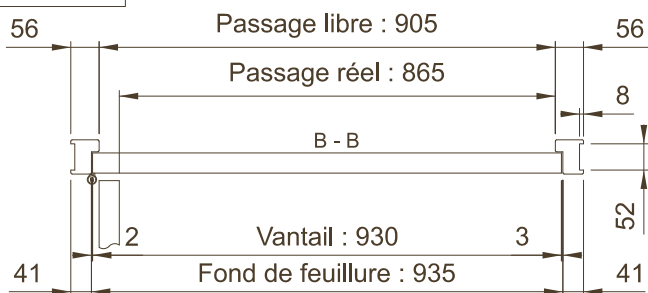 56 Passage libre : 905 56
Passage réel : 865
8
B - B
52
2 Vantail : 930 3
41 Fond de feuillure : 935 41